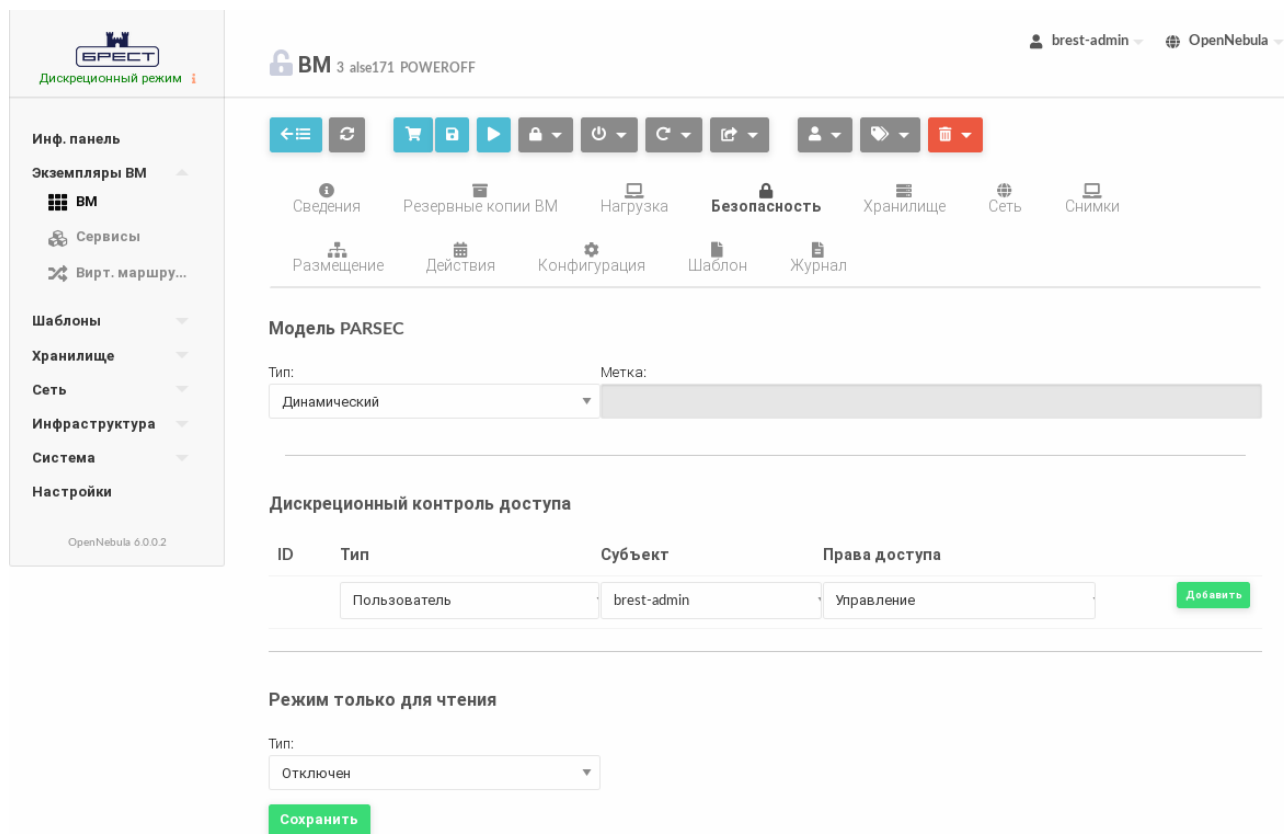 БРЕСТ
Дискреционный режим i
ВМ 3 alse171 POWEROFF
brest-admin OpenNebula
Инф. панель
Экземпляры ВМ
ВМ
Сервисы
Вирт. маршру...
Шаблоны
Хранилище
Сеть
Инфраструктура
Система
Настройки
OpenNebula 6.0.0.2
Сведения Резервные копии ВМ Нагрузка Безопасность Хранилище Сеть Снимки
Размещение Действия Конфигурация Шаблон Журнал
Модель PARSEC
Тип: Метка:
Динамический
Дискреционный контроль доступа
ID Тип Субъект Права доступа
Пользователь brest-admin Управление Добавить
Режим только для чтения
Тип:
Отключен
Сохранить